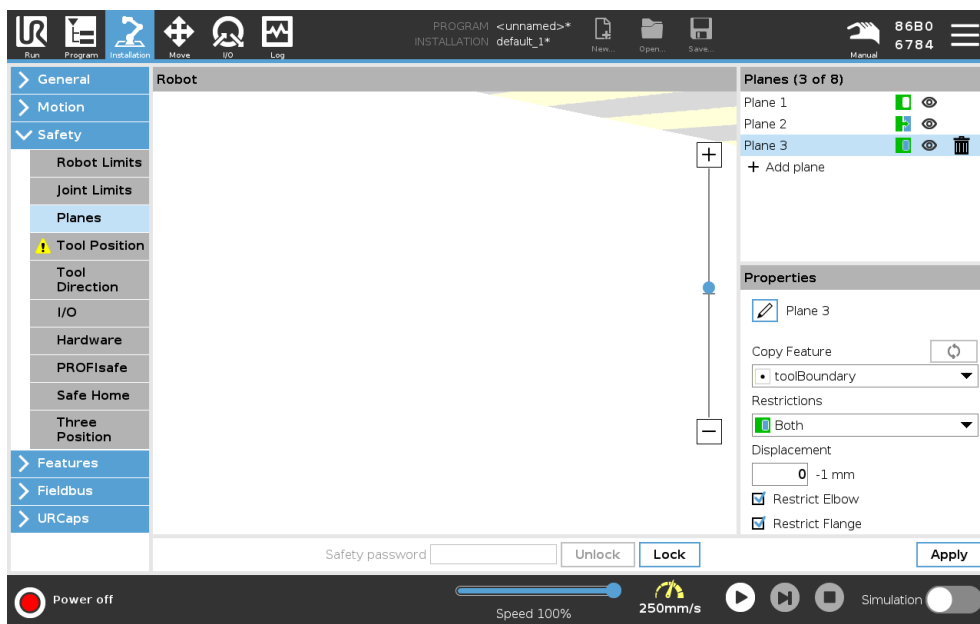 PROGRAM <unnamed>*
INSTALLATION default_1*
New...
Open...
Save...
UR
Run
Program
Installation
Move
I/O
Log
Manual
86B0
6784
General
Motion
Safety
Robot Limits
Joint Limits
Planes
Tool Position
Tool
Direction
I/O
Hardware
PROFIsafe
Safe Home
Three
Position
Features
Fieldbus
URCaps
Robot
+
−
Planes (3 of 8)
Plane 1
Plane 2
Plane 3
+ Add plane
Properties
Plane 3
Copy Feature
toolBoundary
Restrictions
Both
Displacement
0 -1 mm
Restrict Elbow
Restrict Flange
Safety password
Unlock
Lock
Apply
Power off
Speed 100%
250mm/s
Simulation